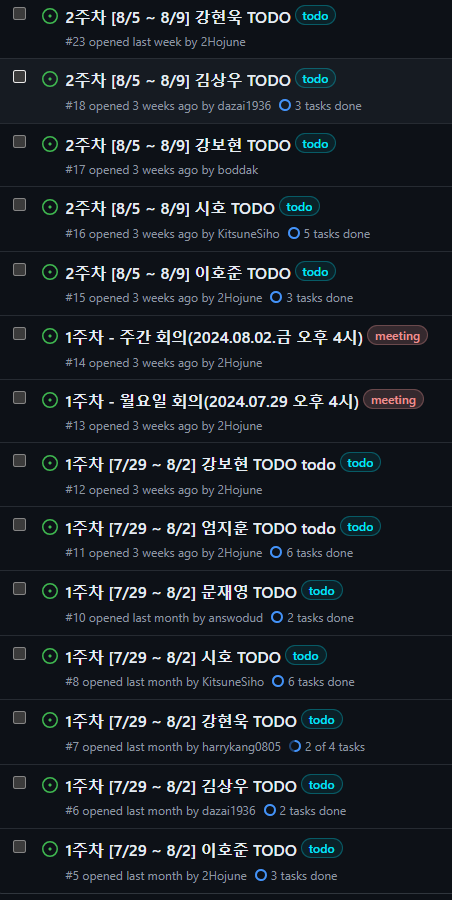 2주차 [8/5 ~ 8/9] 강현욱 TODO todo
#23 opened last week by 2Hojune
2주차 [8/5 ~ 8/9] 김상우 TODO todo
#18 opened 3 weeks ago by dazai1936 3 tasks done
2주차 [8/5 ~ 8/9] 강보현 TODO todo
#17 opened 3 weeks ago by boddak
2주차 [8/5 ~ 8/9] 시호 TODO todo
#16 opened 3 weeks ago by KitsuneSiho 5 tasks done
2주차 [8/5 ~ 8/9] 이호준 TODO todo
#15 opened 3 weeks ago by 2Hojune 3 tasks done
1주차 - 주간 회의(2024.08.02.금 오후 4시) meeting
#14 opened 3 weeks ago by 2Hojune
1주차 - 월요일 회의(2024.07.29 오후 4시) meeting
#13 opened 3 weeks ago by 2Hojune
1주차 [7/29 ~ 8/2] 강보현 TODO todo todo
#12 opened 3 weeks ago by 2Hojune
1주차 [7/29 ~ 8/2] 엄지훈 TODO todo todo
#11 opened 3 weeks ago by 2Hojune 6 tasks done
1주차 [7/29 ~ 8/2] 문재영 TODO todo
#10 opened last month by answodud 2 tasks done
1주차 [7/29 ~ 8/2] 시호 TODO todo
#8 opened last month by KitsuneSiho 6 tasks done
1주차 [7/29 ~ 8/2] 강현욱 TODO todo
#7 opened last month by harrykang0805 2 of 4 tasks
1주차 [7/29 ~ 8/2] 김상우 TODO todo
#6 opened last month by dazai1936 2 tasks done
1주차 [7/29 ~ 8/2] 이호준 TODO todo
#5 opened last month by 2Hojune 3 tasks done